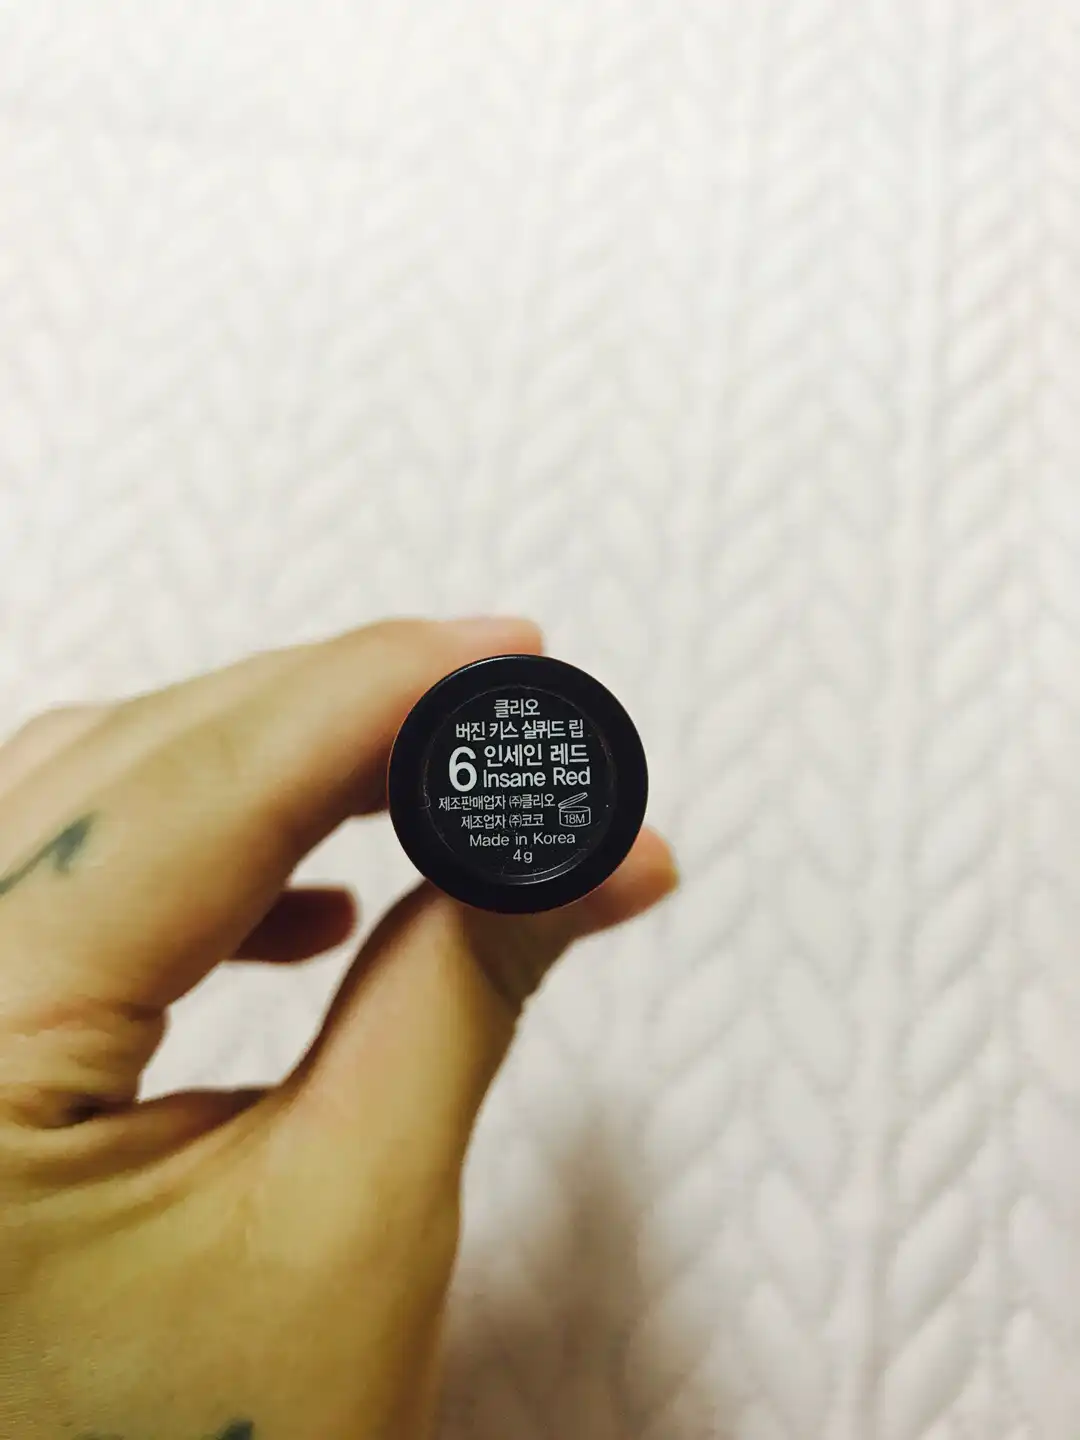 클리오
버진 키스 실퀴드 립
6 인세인 레드
Insane Red
제조판매업자 ㈜클리오
제조업자 ㈜코코
18M
Made in Korea
4g